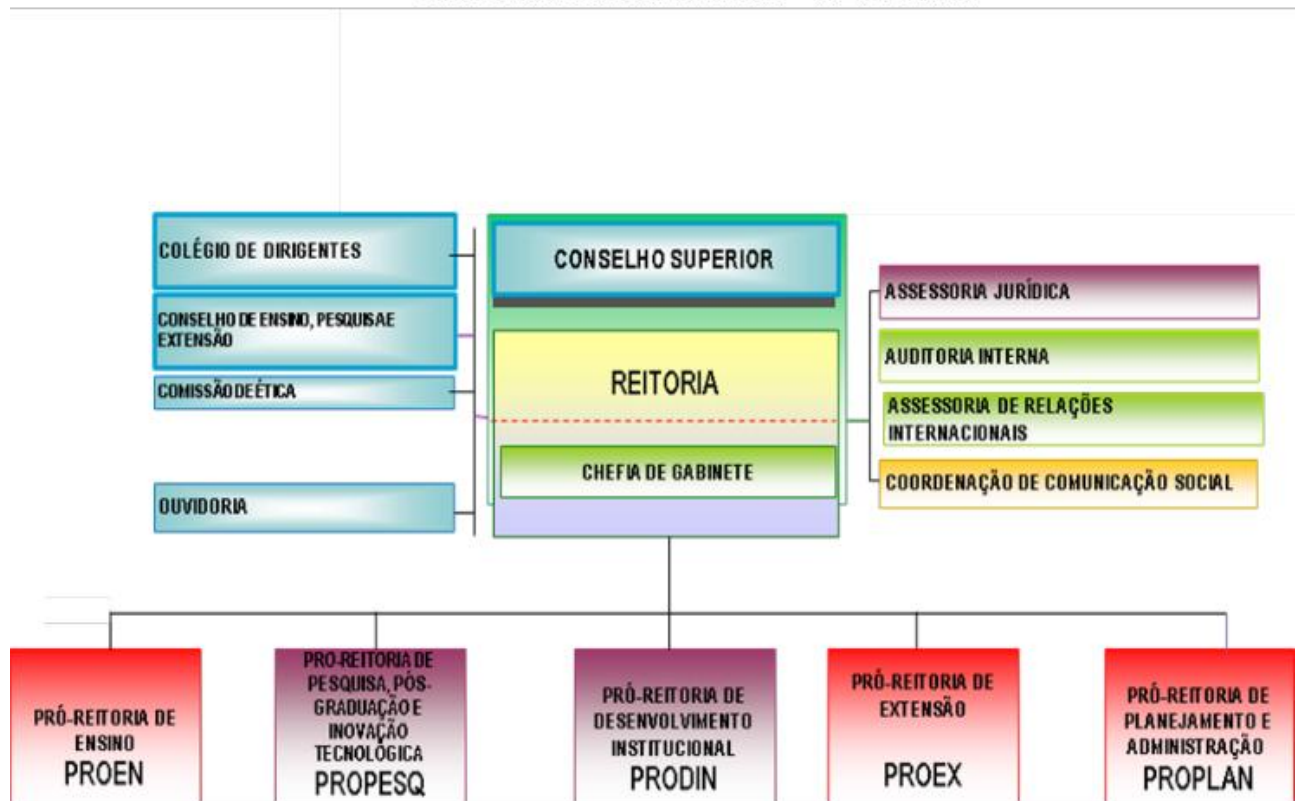 COLÉGIO DE DIRIGENTES
CONSELHO DE ENSINO, PESQUISA E
EXTENSÃO
COMISSÃO DE ÉTICA
OUVIDORIA
CONSELHO SUPERIOR
REITORIA
CHEFIA DE GABINETE
ASSESSORIA JURÍDICA
AUDITORIA INTERNA
ASSESSORIA DE RELAÇÕES
INTERNACIONAIS
COORDENAÇÃO DE COMUNICAÇÃO SOCIAL
PRÓ-REITORIA DE
ENSINO
PROEN
PRO-REITORIA DE
PESQUISA, PÓS-
GRADUAÇÃO E
INOVAÇÃO
TECNOLÓGICA
PROPESQ
PRÓ-REITORIA DE
DESENVOLVIMENTO
INSTITUCIONAL
PRODIN
PRÓ-REITORIA DE
EXTENSÃO
PROEX
PRÓ-REITORIA DE
PLANEJAMENTO E
ADMINISTRAÇÃO
PROPLAN